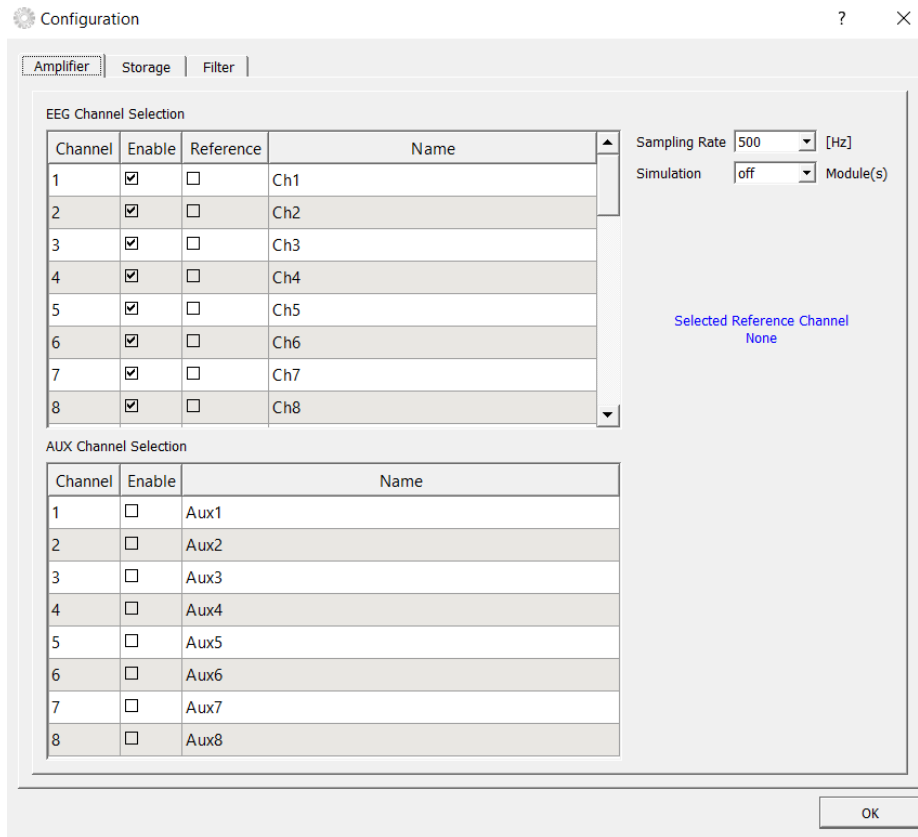 Configuration
?
Amplifier Storage Filter
EEG Channel Selection
Channel Enable Reference Name
1 Ch1
2 Ch2
3 Ch3
4 Ch4
5 Ch5
6 Ch6
7 Ch7
8 Ch8
Sampling Rate 500 [Hz]
Simulation off Module(s)
Selected Reference Channel
None
AUX Channel Selection
Channel Enable Name
1 Aux1
2 Aux2
3 Aux3
4 Aux4
5 Aux5
6 Aux6
7 Aux7
8 Aux8
OK